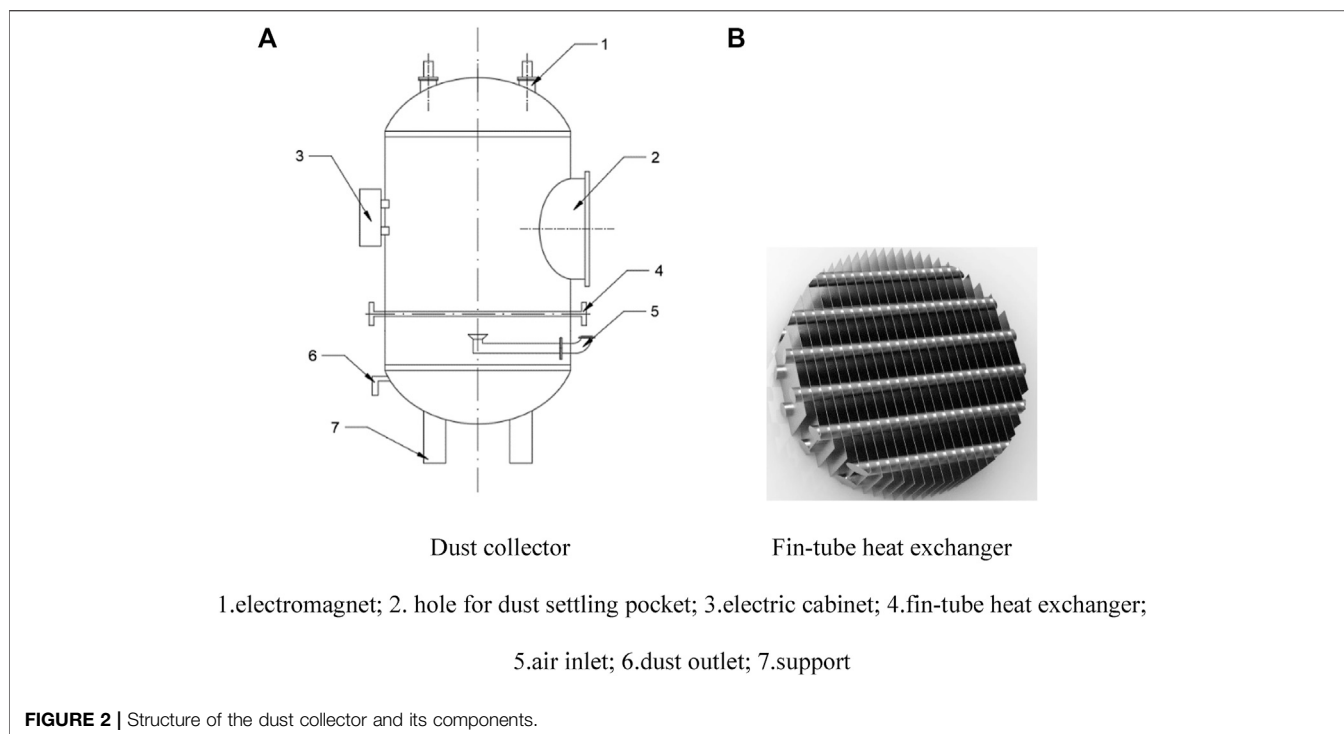 A
B
1
2
3
4
5
6
7
Dust collector
Fin-tube heat exchanger
1.electromagnet; 2. hole for dust settling pocket; 3.electric cabinet; 4.fin-tube heat exchanger;
5.air inlet; 6.dust outlet; 7.support
FIGURE 2 | Structure of the dust collector and its components.